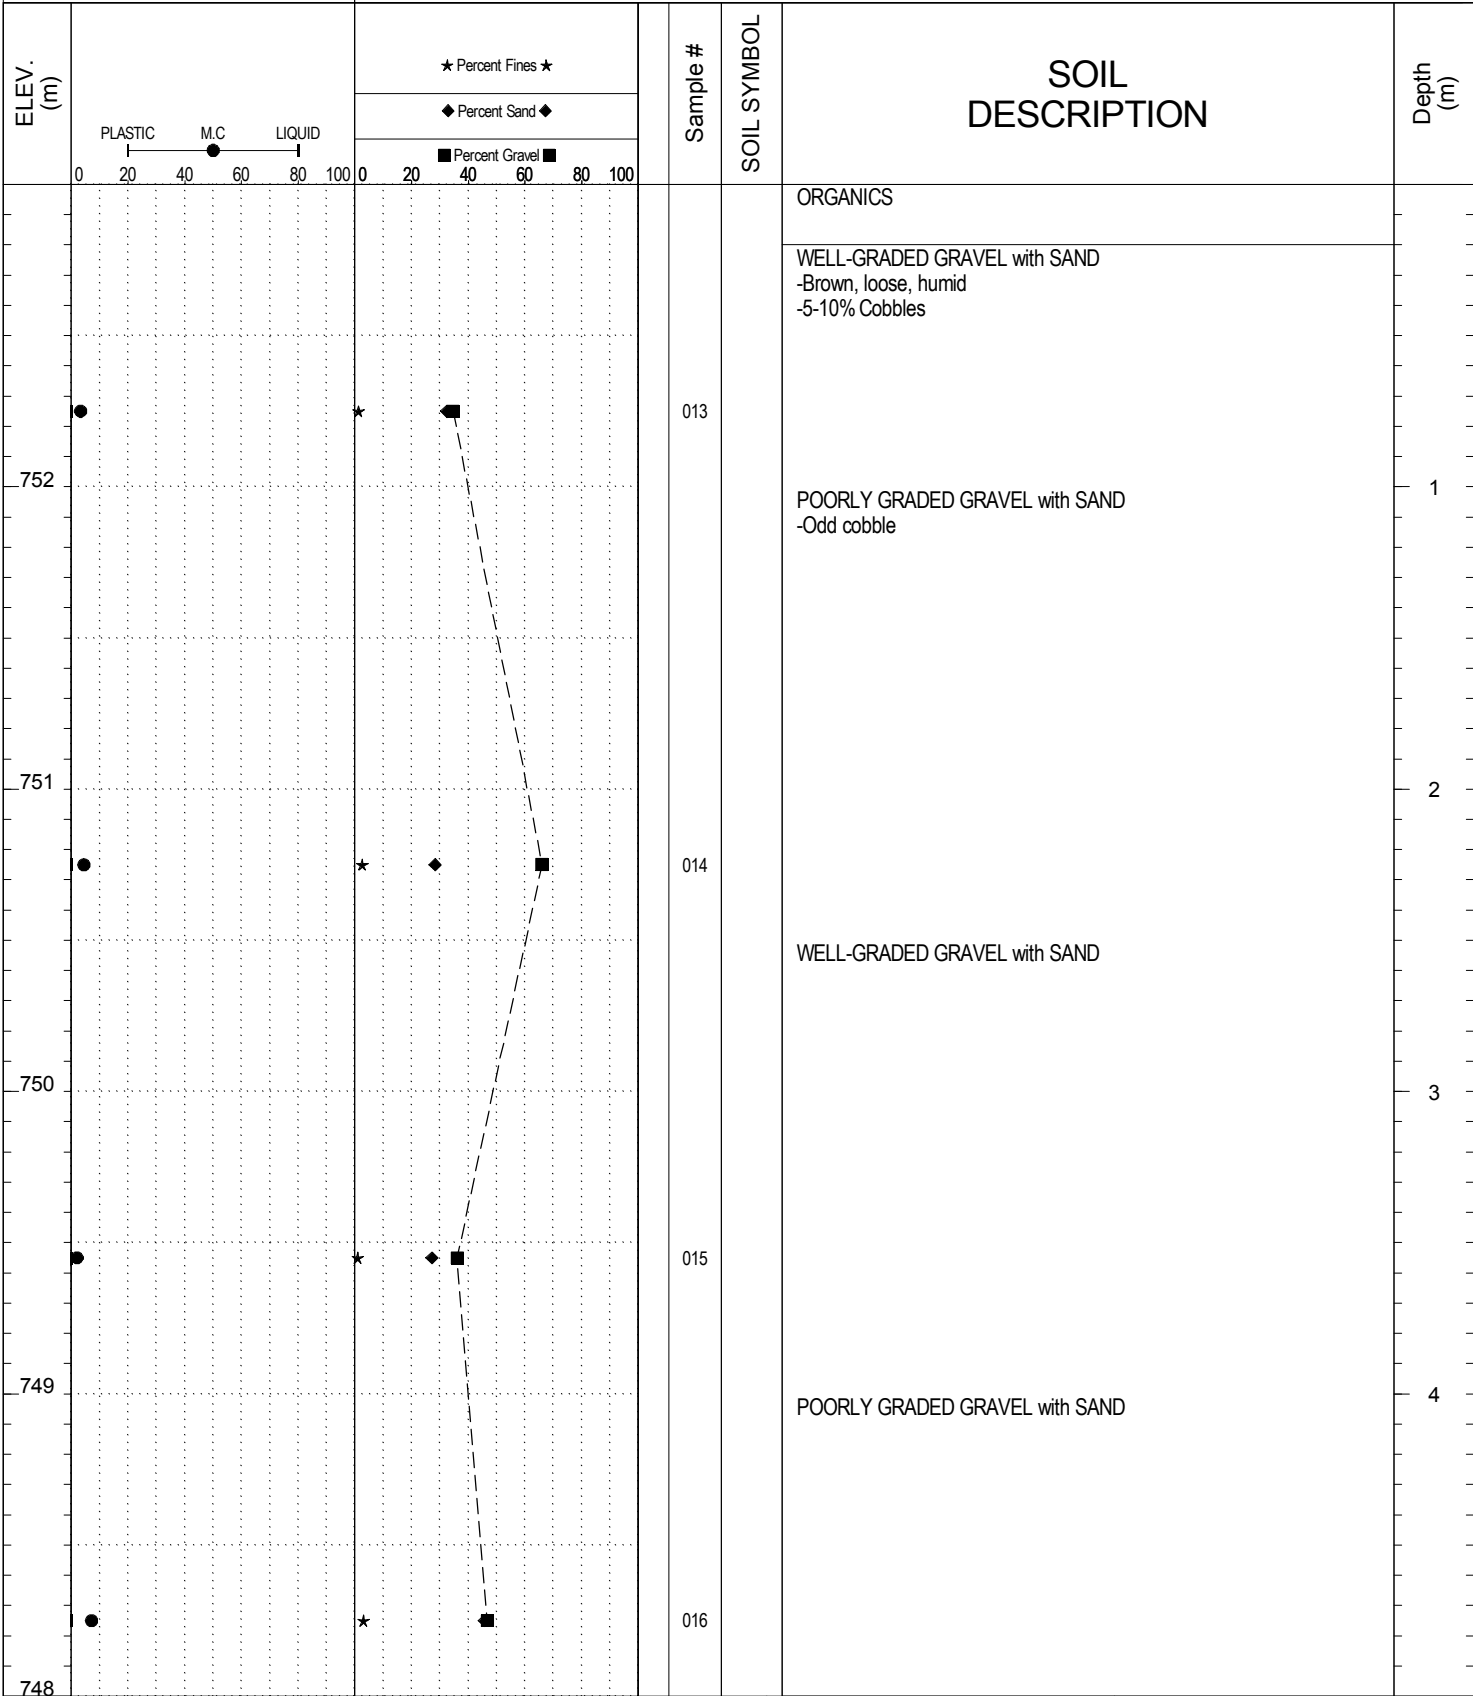 ELEV.
(m)
PLASTIC M.C LIQUID
0 20 40 60 80 100
★ Percent Fines ★
◆ Percent Sand ◆
■ Percent Gravel ■
0 20 40 60 80 100
Sample #
SOIL SYMBOL
SOIL
DESCRIPTION
Depth
(m)
ORGANICS
WELL-GRADED GRAVEL with SAND
-Brown, loose, humid
-5-10% Cobbles
013
752
POORLY GRADED GRAVEL with SAND
-Odd cobble
1
751
2
014
WELL-GRADED GRAVEL with SAND
750
3
015
749
POORLY GRADED GRAVEL with SAND
4
016
748